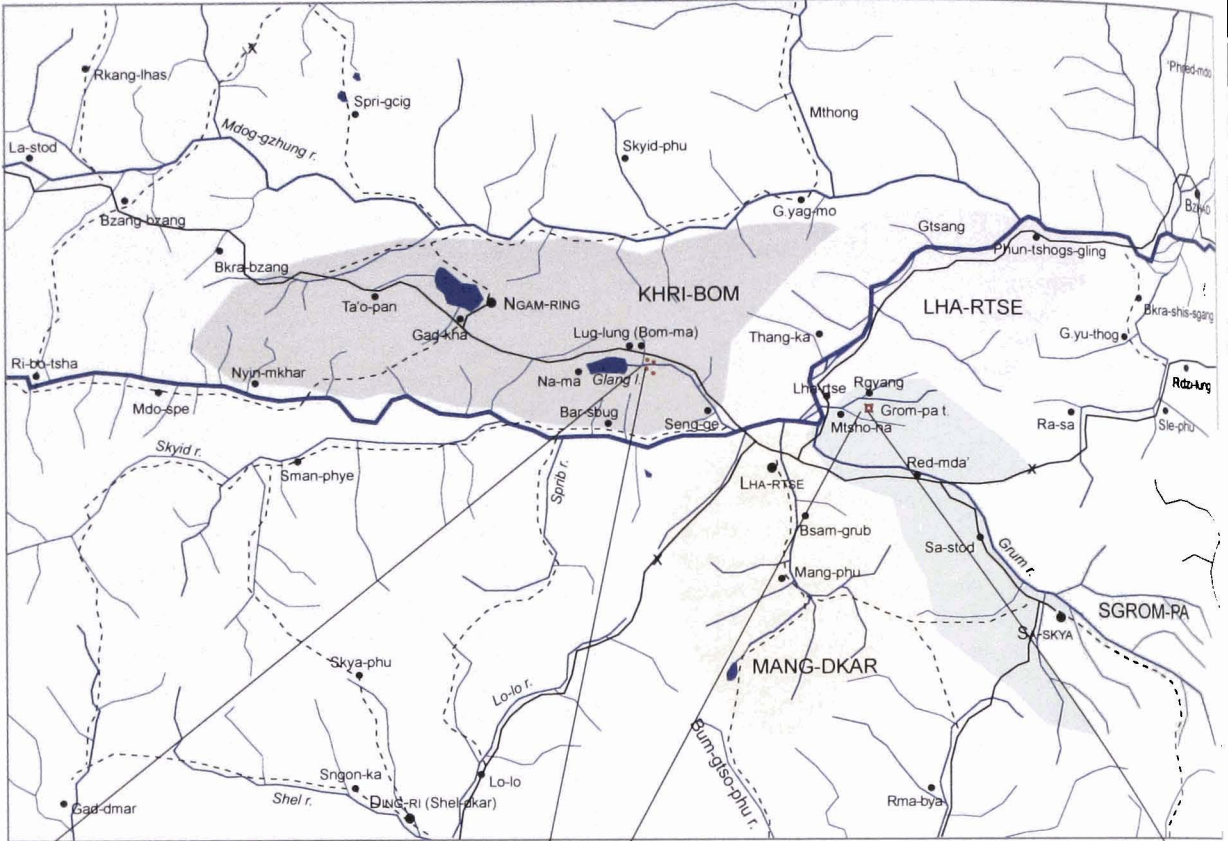 Rkang-lhas
Spri-gcig
'Phred-mdo
Mdog-gzhung r.
Mthong
La-stod
Skyid-phu
Bzang-bzang
G.yag-mo
Gtsang
Phun-tshogs-gling
Bkra-bzang
KHRI-BOM
LHA-RTSE
Ta'o-pan
NGAM-RING
Bkra-shis-sgang
Gad-kha
Lug-lung (Bom-ma)
Thang-ka
G.yu-thog
Ri-bo-tsha
Nyin-mkhar
Na-ma
Glang l.
Lha-rtse
Rgyang
Rdzu-lung
Mdo-spe
Bar-sbug
Seng-ge
Mtsho-na
Grom-pa t.
Ra-sa
Sle-phu
Skyid r.
Sman-phye
Sprib r.
LHA-RTSE
Red-mda'
Bsam-grub
Sa-stod
Grum r.
Mang-phu
SGROM-PA
SA-SKYA
Skya-phu
MANG-DKAR
Lo-lo r.
Bum-gtso-phu r.
Sngon-ka
Lo-lo
Gad-dmar
Shel r.
DING-RI (Shel-dkar)
Rma-bya